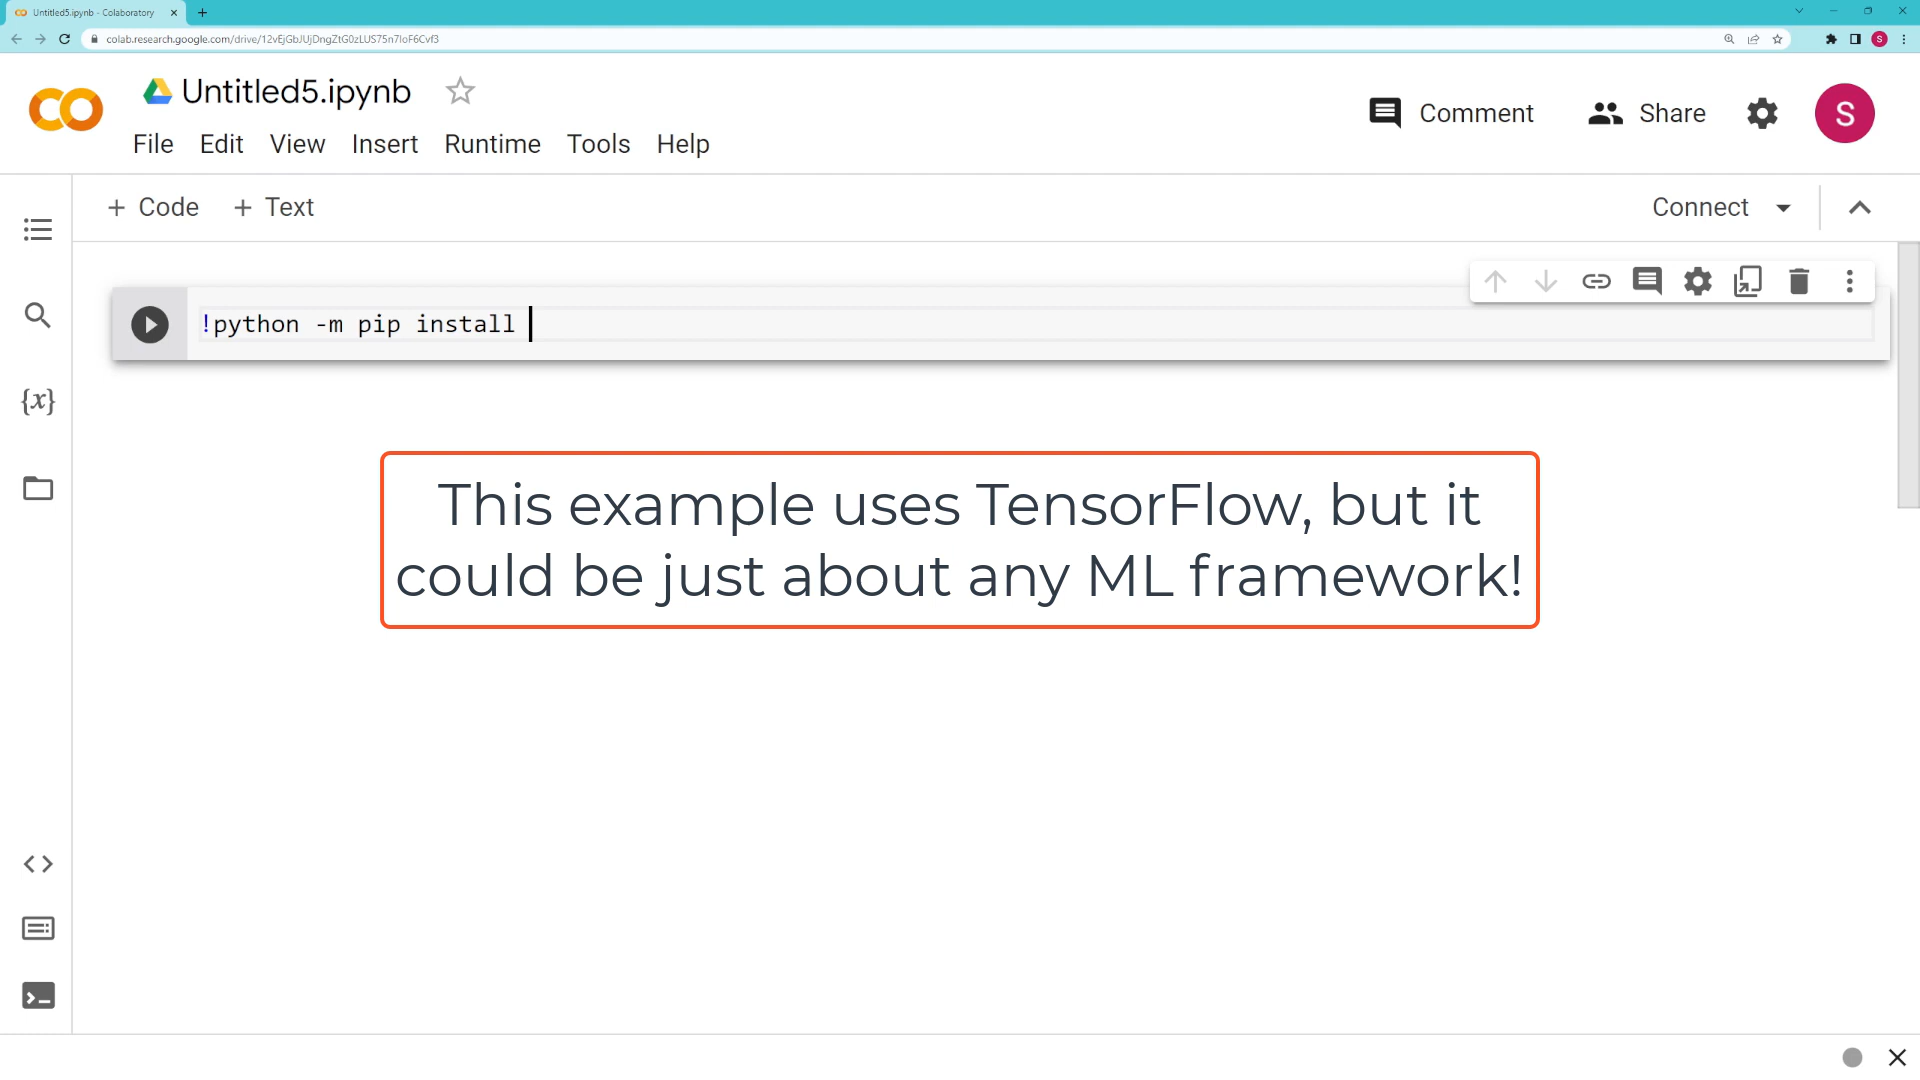 Untitled5.ipynb - Colaboratory
colab.research.google.com/drive/12vEjGbJUjDngZtG0zLUS75n7IoF6Cvf3
S
Untitled5.ipynb
Comment
Share
S
File Edit View Insert Runtime Tools Help
+ Code + Text
Connect
!python -m pip install
{x}
This example uses TensorFlow, but it
could be just about any ML framework!